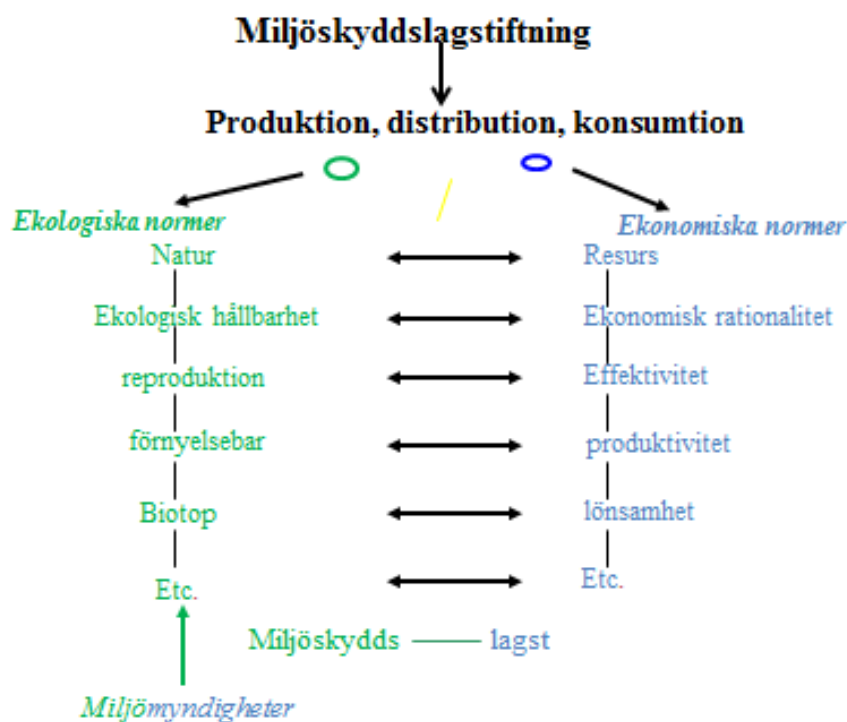 Miljöskyddslagstiftning
Produktion, distribution, konsumtion
Ekologiska normer
Ekonomiska normer
Natur
Resurs
Ekologisk hållbarhet
Ekonomisk rationalitet
reproduktion
Effektivitet
förnyelsebar
produktivitet
Biotop
lönsamhet
Etc.
Etc.
Miljöskydds lagst
Miljömyndigheter